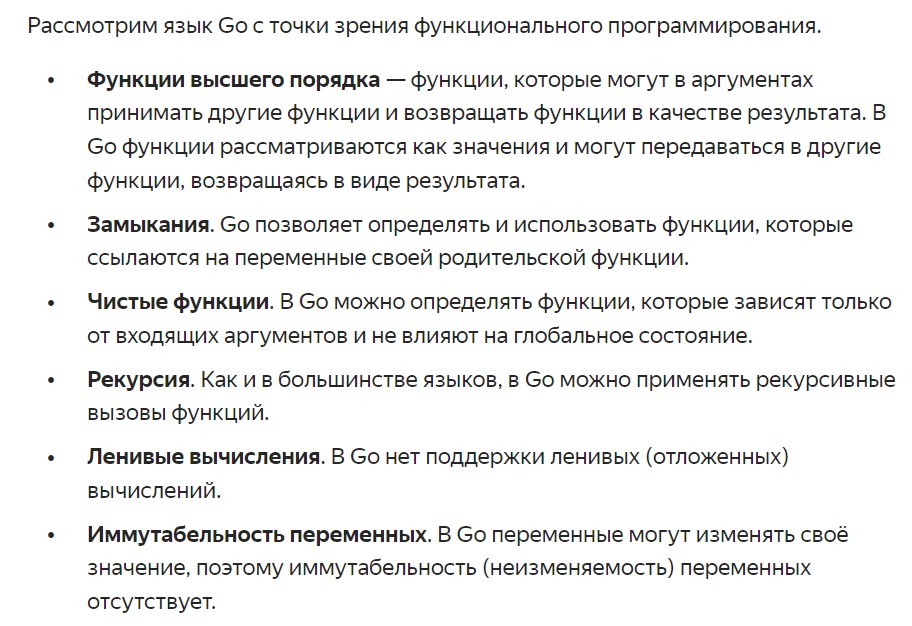 Рассмотрим язык Go с точки зрения функционального программирования.
• Функции высшего порядка — функции, которые могут в аргументах
принимать другие функции и возвращать функции в качестве результата. В
Go функции рассматриваются как значения и могут передаваться в другие
функции, возвращаясь в виде результата.
• Замыкания. Go позволяет определять и использовать функции, которые
ссылаются на переменные своей родительской функции.
• Чистые функции. В Go можно определять функции, которые зависят только
от входящих аргументов и не влияют на глобальное состояние.
• Рекурсия. Как и в большинстве языков, в Go можно применять рекурсивные
вызовы функций.
• Ленивые вычисления. В Go нет поддержки ленивых (отложенных)
вычислений.
• Иммутабельность переменных. В Go переменные могут изменять своё
значение, поэтому иммутабельность (неизменяемость) переменных
отсутствует.